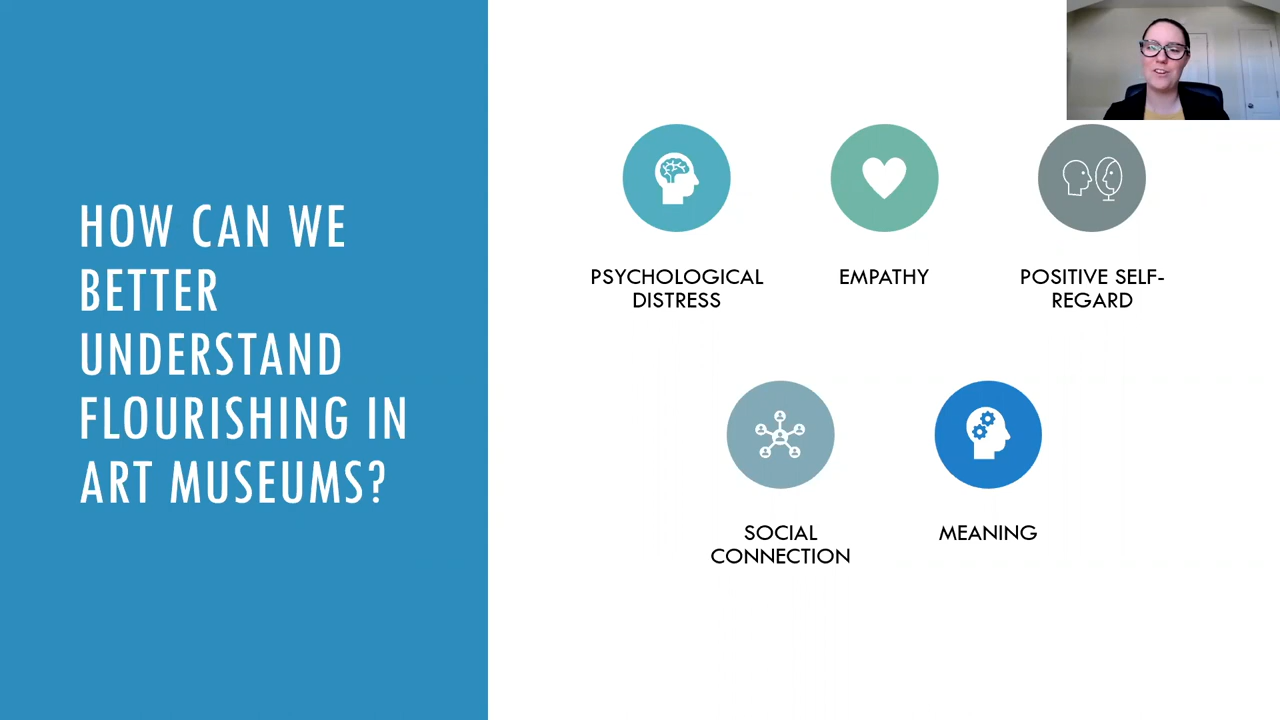 HOW CAN WE
BETTER
UNDERSTAND
FLOURISHING IN
ART MUSEUMS?
PSYCHOLOGICAL
DISTRESS
EMPATHY
POSITIVE SELF-
REGARD
SOCIAL
CONNECTION
MEANING